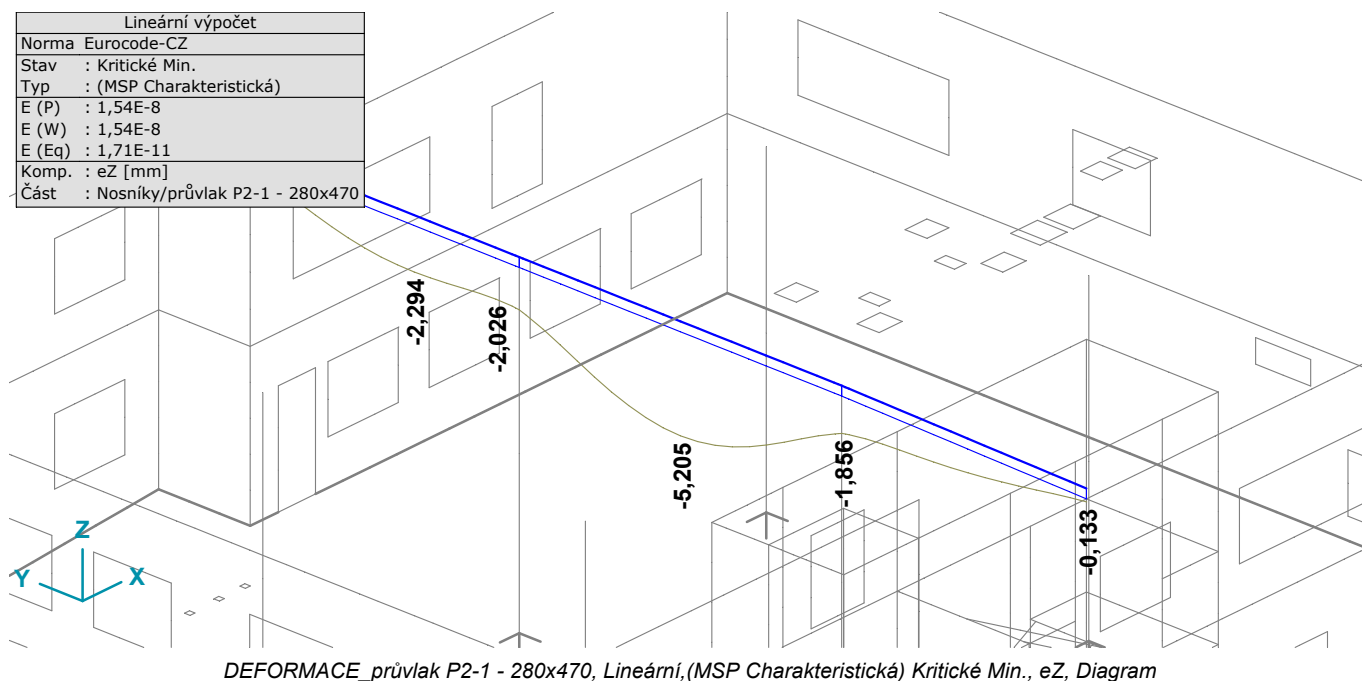 Lineární výpočet
Norma Eurocode-CZ
Stav : Kritické Min.
Typ : (MSP Charakteristická)
E (P) : 1,54E-8
E (W) : 1,54E-8
E (Eq) : 1,71E-11
Komp. : eZ [mm]
Část : Nosníky/průvlak P2-1 - 280x470
-2,294
-2,026
-5,205
-1,856
-0,133
Z
Y
X
DEFORMACE_průvlak P2-1 - 280x470, Lineární,(MSP Charakteristická) Kritické Min., eZ, Diagram